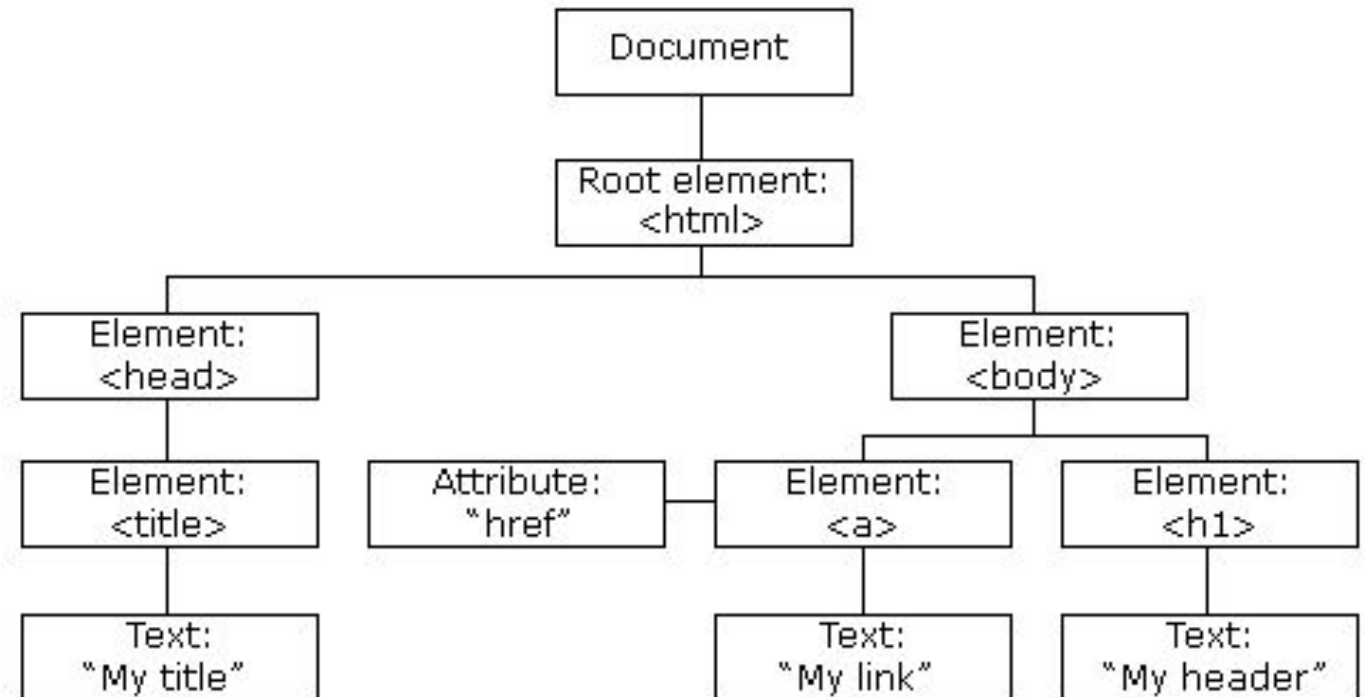 Document
Root element:
<html>
Element:
<head>
Element:
<body>
Element:
<title>
Attribute:
“href”
Element:
<a>
Element:
<h1>
Text:
“My title”
Text:
“My link”
Text:
“My header”